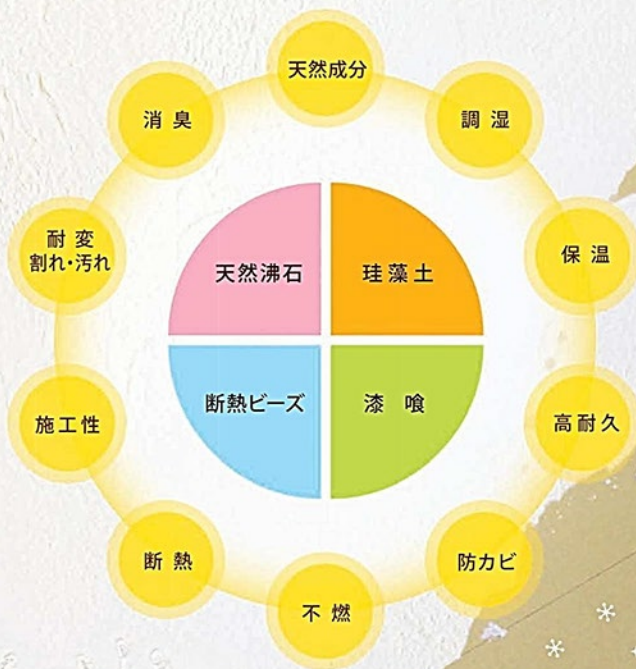 天然成分
消臭
調湿
耐変
割れ・汚れ
保温
天然沸石
珪藻土
断熱ビーズ
漆喰
施工性
高耐久
断熱
防カビ
不燃